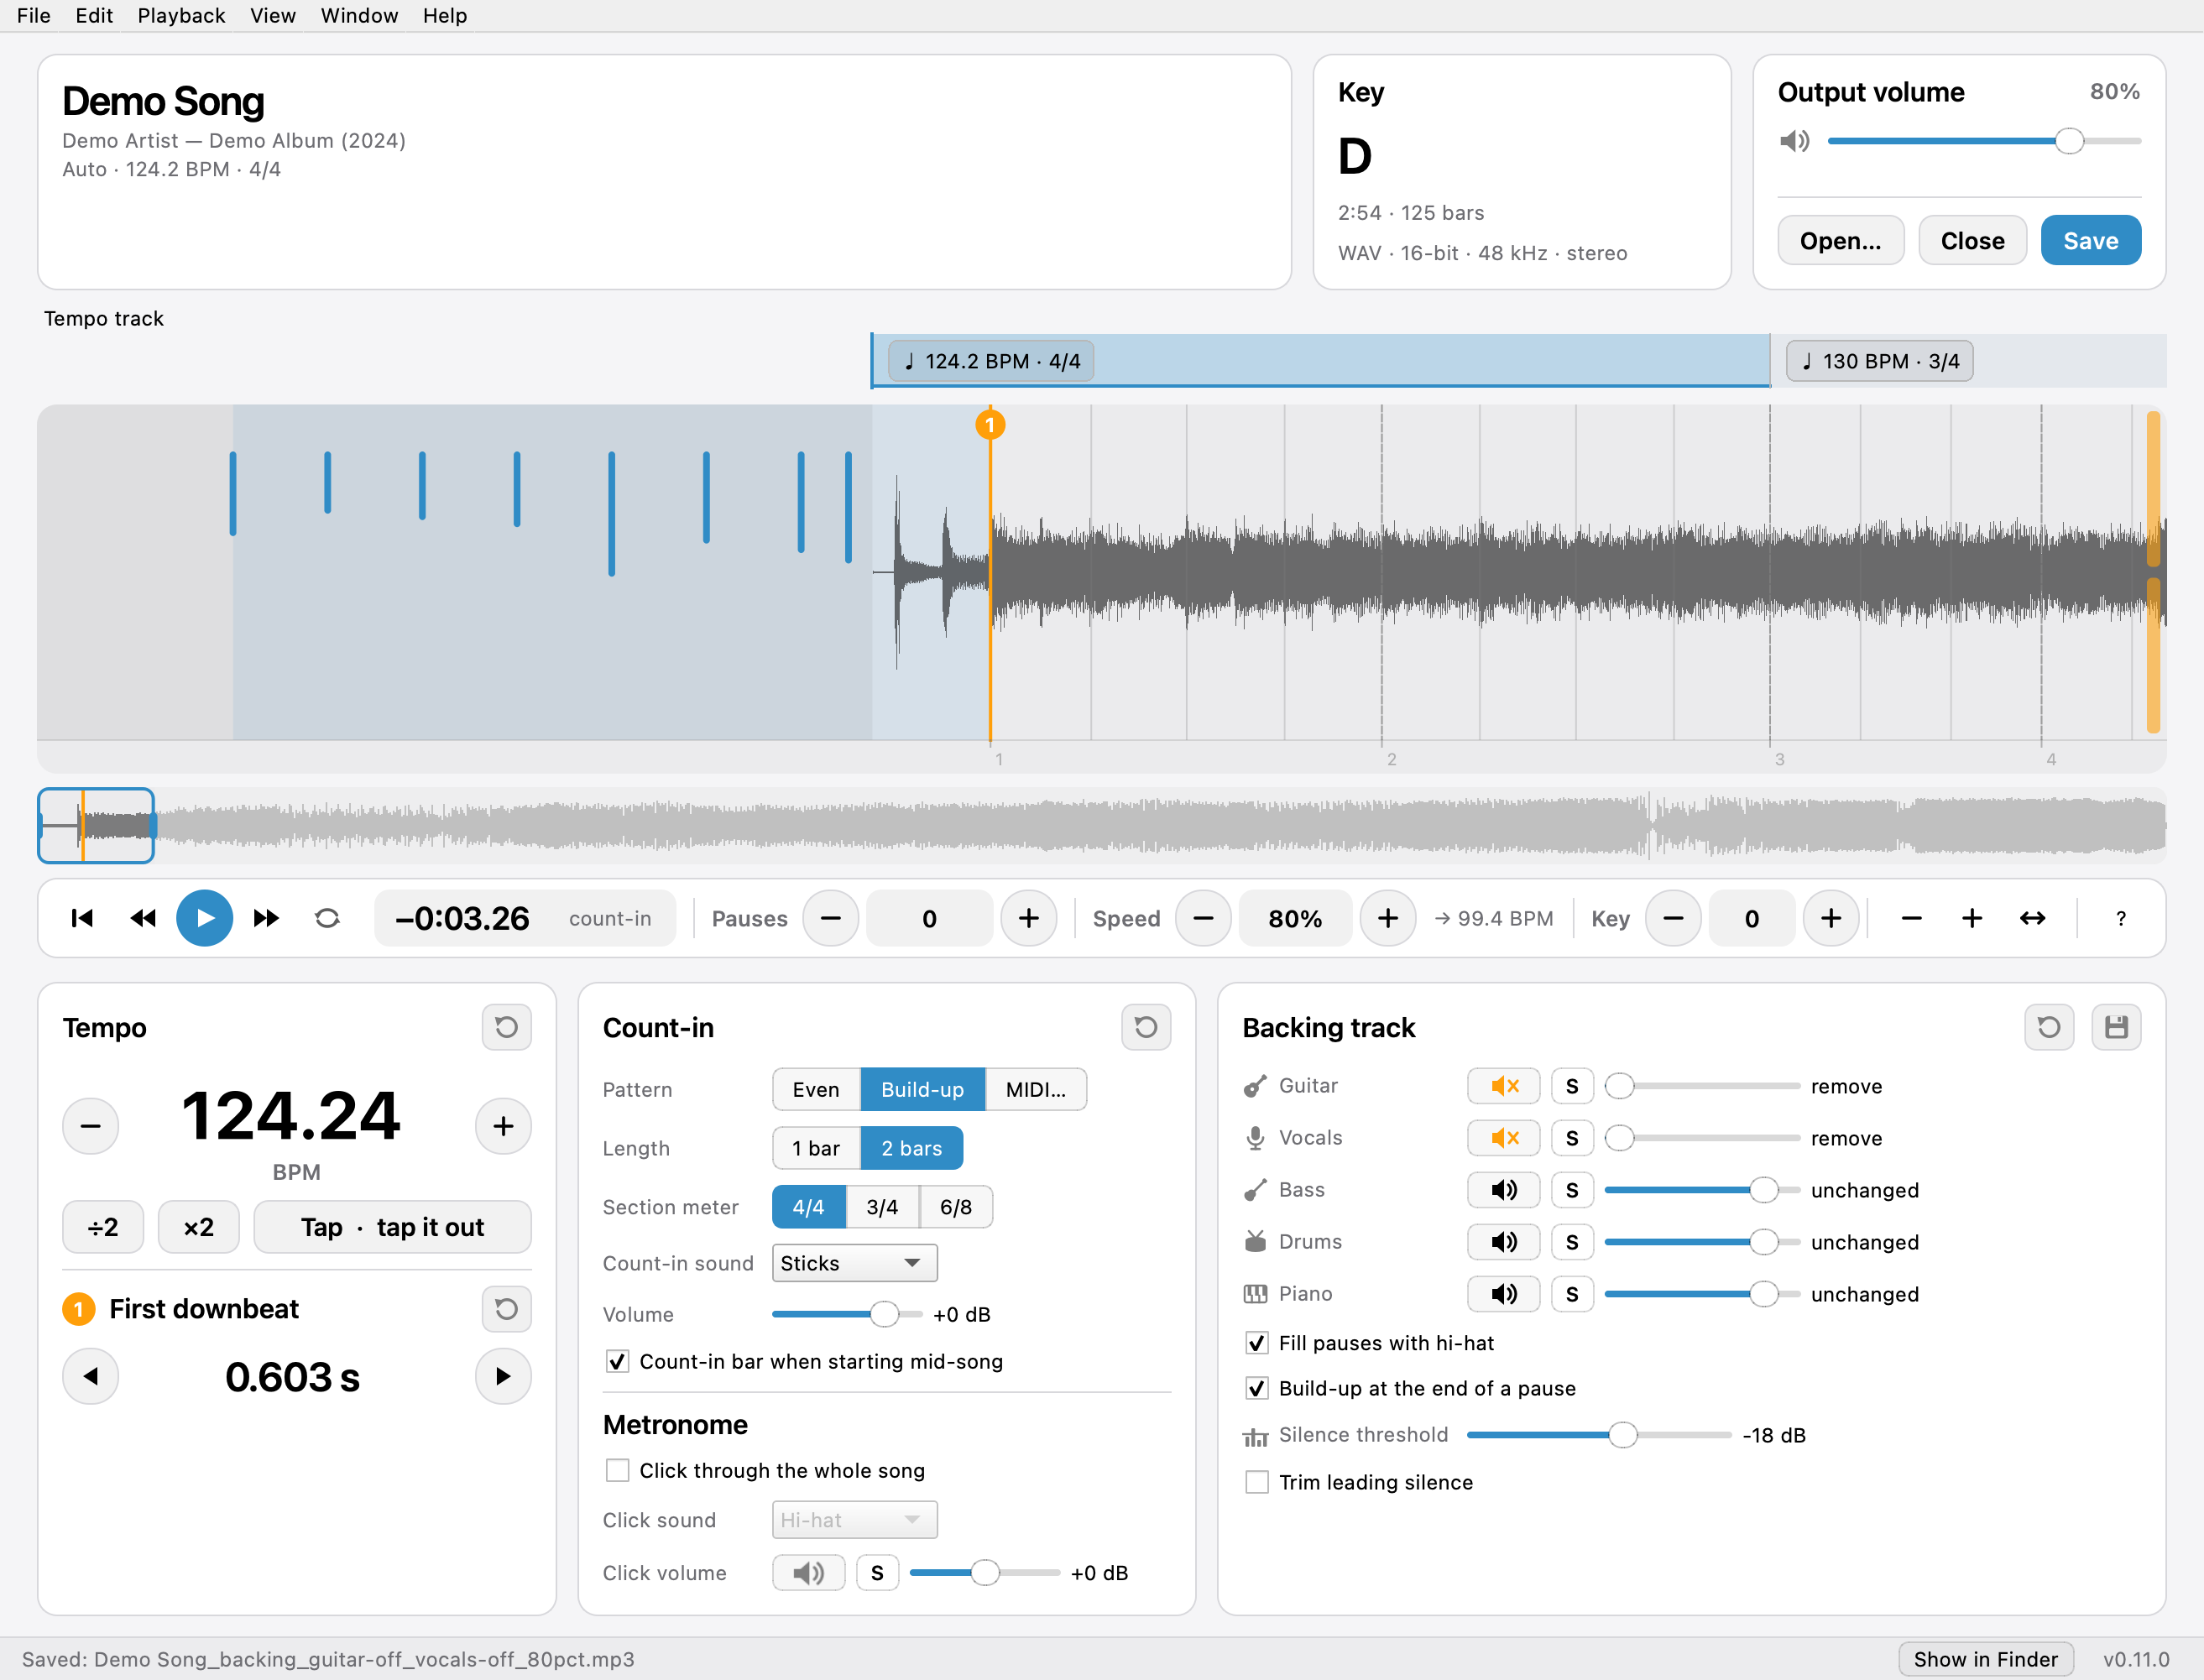 File Edit Playback View Window Help
Demo Song
Demo Artist — Demo Album (2024)
Auto · 124.2 BPM · 4/4
Key
D
2:54 · 125 bars
WAV · 16-bit · 48 kHz · stereo
Output volume 80%
Open... Close Save
Tempo track
♩ 124.2 BPM · 4/4 ♩ 130 BPM · 3/4
1
1 2 3 4
−0:03.26 count-in Pauses − 0 + Speed − 80% + → 99.4 BPM Key − 0 + − + ↔ ?
Tempo
− 124.24 +
BPM
÷2 ×2 Tap · tap it out
1 First downbeat
0.603 s
Count-in
Pattern Even Build-up MIDI...
Length 1 bar 2 bars
Section meter 4/4 3/4 6/8
Count-in sound Sticks
Volume +0 dB
Count-in bar when starting mid-song
Metronome
Click through the whole song
Click sound Hi-hat
Click volume S +0 dB
Backing track
Guitar S remove
Vocals S remove
Bass S unchanged
Drums S unchanged
Piano S unchanged
Fill pauses with hi-hat
Build-up at the end of a pause
Silence threshold -18 dB
Trim leading silence
Saved: Demo Song_backing_guitar-off_vocals-off_80pct.mp3 Show in Finder v0.11.0